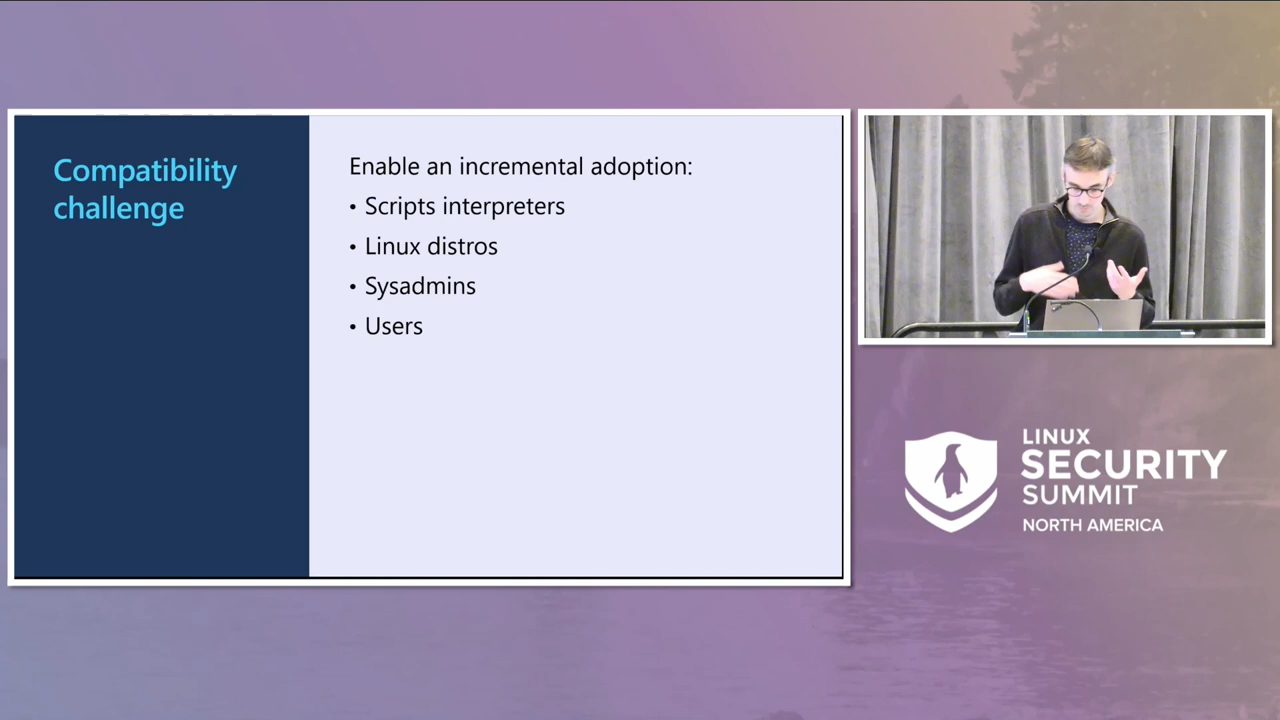 Compatibility
challenge
Enable an incremental adoption:
• Scripts interpreters
• Linux distros
• Sysadmins
• Users
LINUX
SECURITY
SUMMIT
NORTH AMERICA